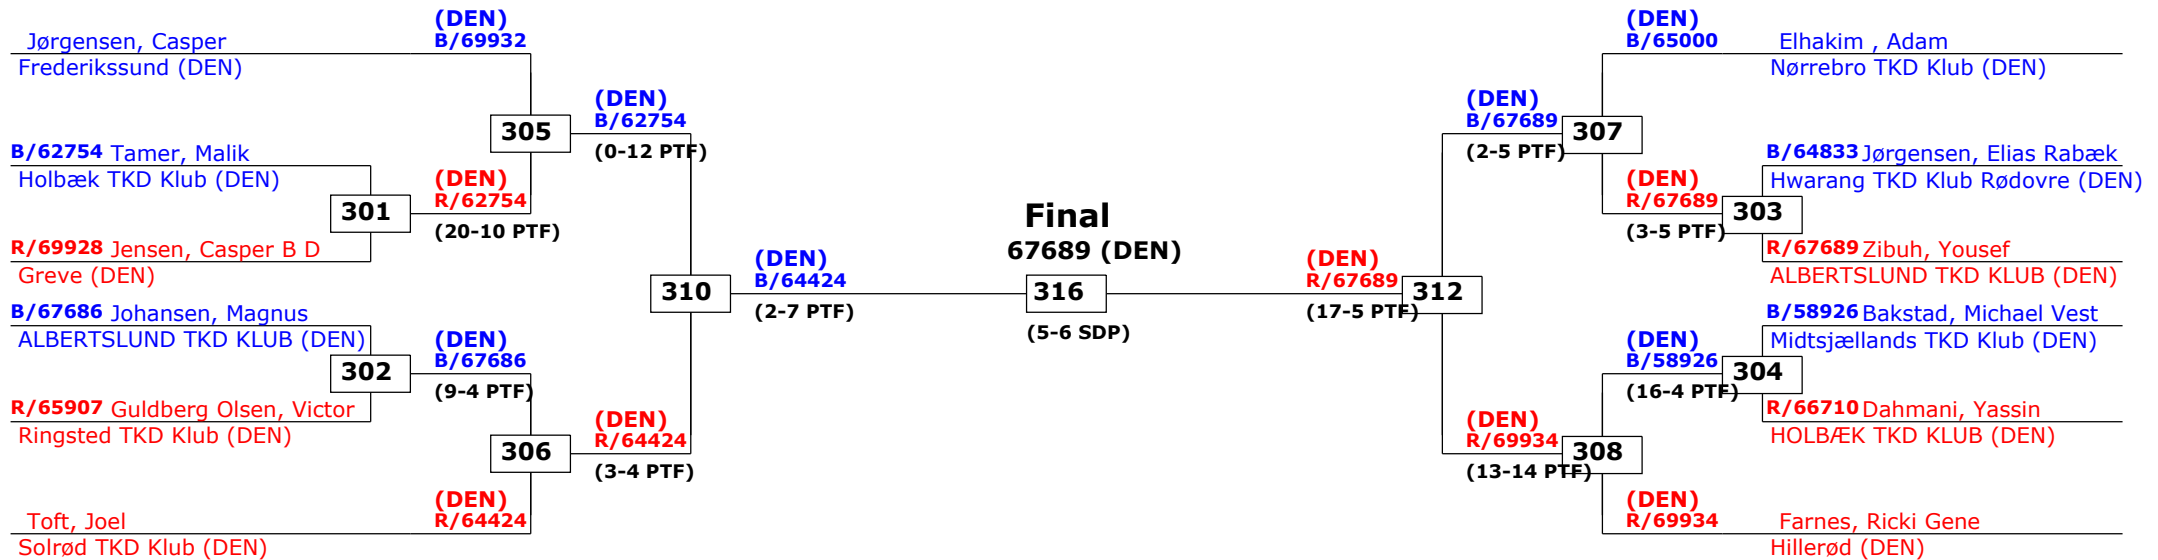 (DEN)
B/69932
Jørgensen, Casper
Frederikssund (DEN)
305
(DEN)
B/62754
(0-12 PTF)
B/62754 Tamer, Malik
Holbæk TKD Klub (DEN)
301
(DEN)
R/62754
(20-10 PTF)
R/69928 Jensen, Casper B D
Greve (DEN)
310
(DEN)
B/64424
(2-7 PTF)
B/67686 Johansen, Magnus
ALBERTSLUND TKD KLUB (DEN)
302
(DEN)
B/67686
(9-4 PTF)
R/65907 Guldberg Olsen, Victor
Ringsted TKD Klub (DEN)
306
(DEN)
R/64424
(3-4 PTF)
(DEN)
R/64424
Toft, Joel
Solrød TKD Klub (DEN)
Final
67689 (DEN)
316
(5-6 SDP)
(DEN)
R/67689
(17-5 PTF)
312
(DEN)
B/67689
(2-5 PTF)
307
(DEN)
B/65000
Elhakim , Adam
Nørrebro TKD Klub (DEN)
B/64833 Jørgensen, Elias Rabæk
Hwarang TKD Klub Rødovre (DEN)
(DEN)
R/67689
(3-5 PTF)
303
R/67689 Zibuh, Yousef
ALBERTSLUND TKD KLUB (DEN)
B/58926 Bakstad, Michael Vest
Midtsjællands TKD Klub (DEN)
(DEN)
B/58926
(16-4 PTF)
304
R/66710 Dahmani, Yassin
HOLBÆK TKD KLUB (DEN)
(DEN)
R/69934
(13-14 PTF)
308
(DEN)
R/69934
Farnes, Ricki Gene
Hillerød (DEN)